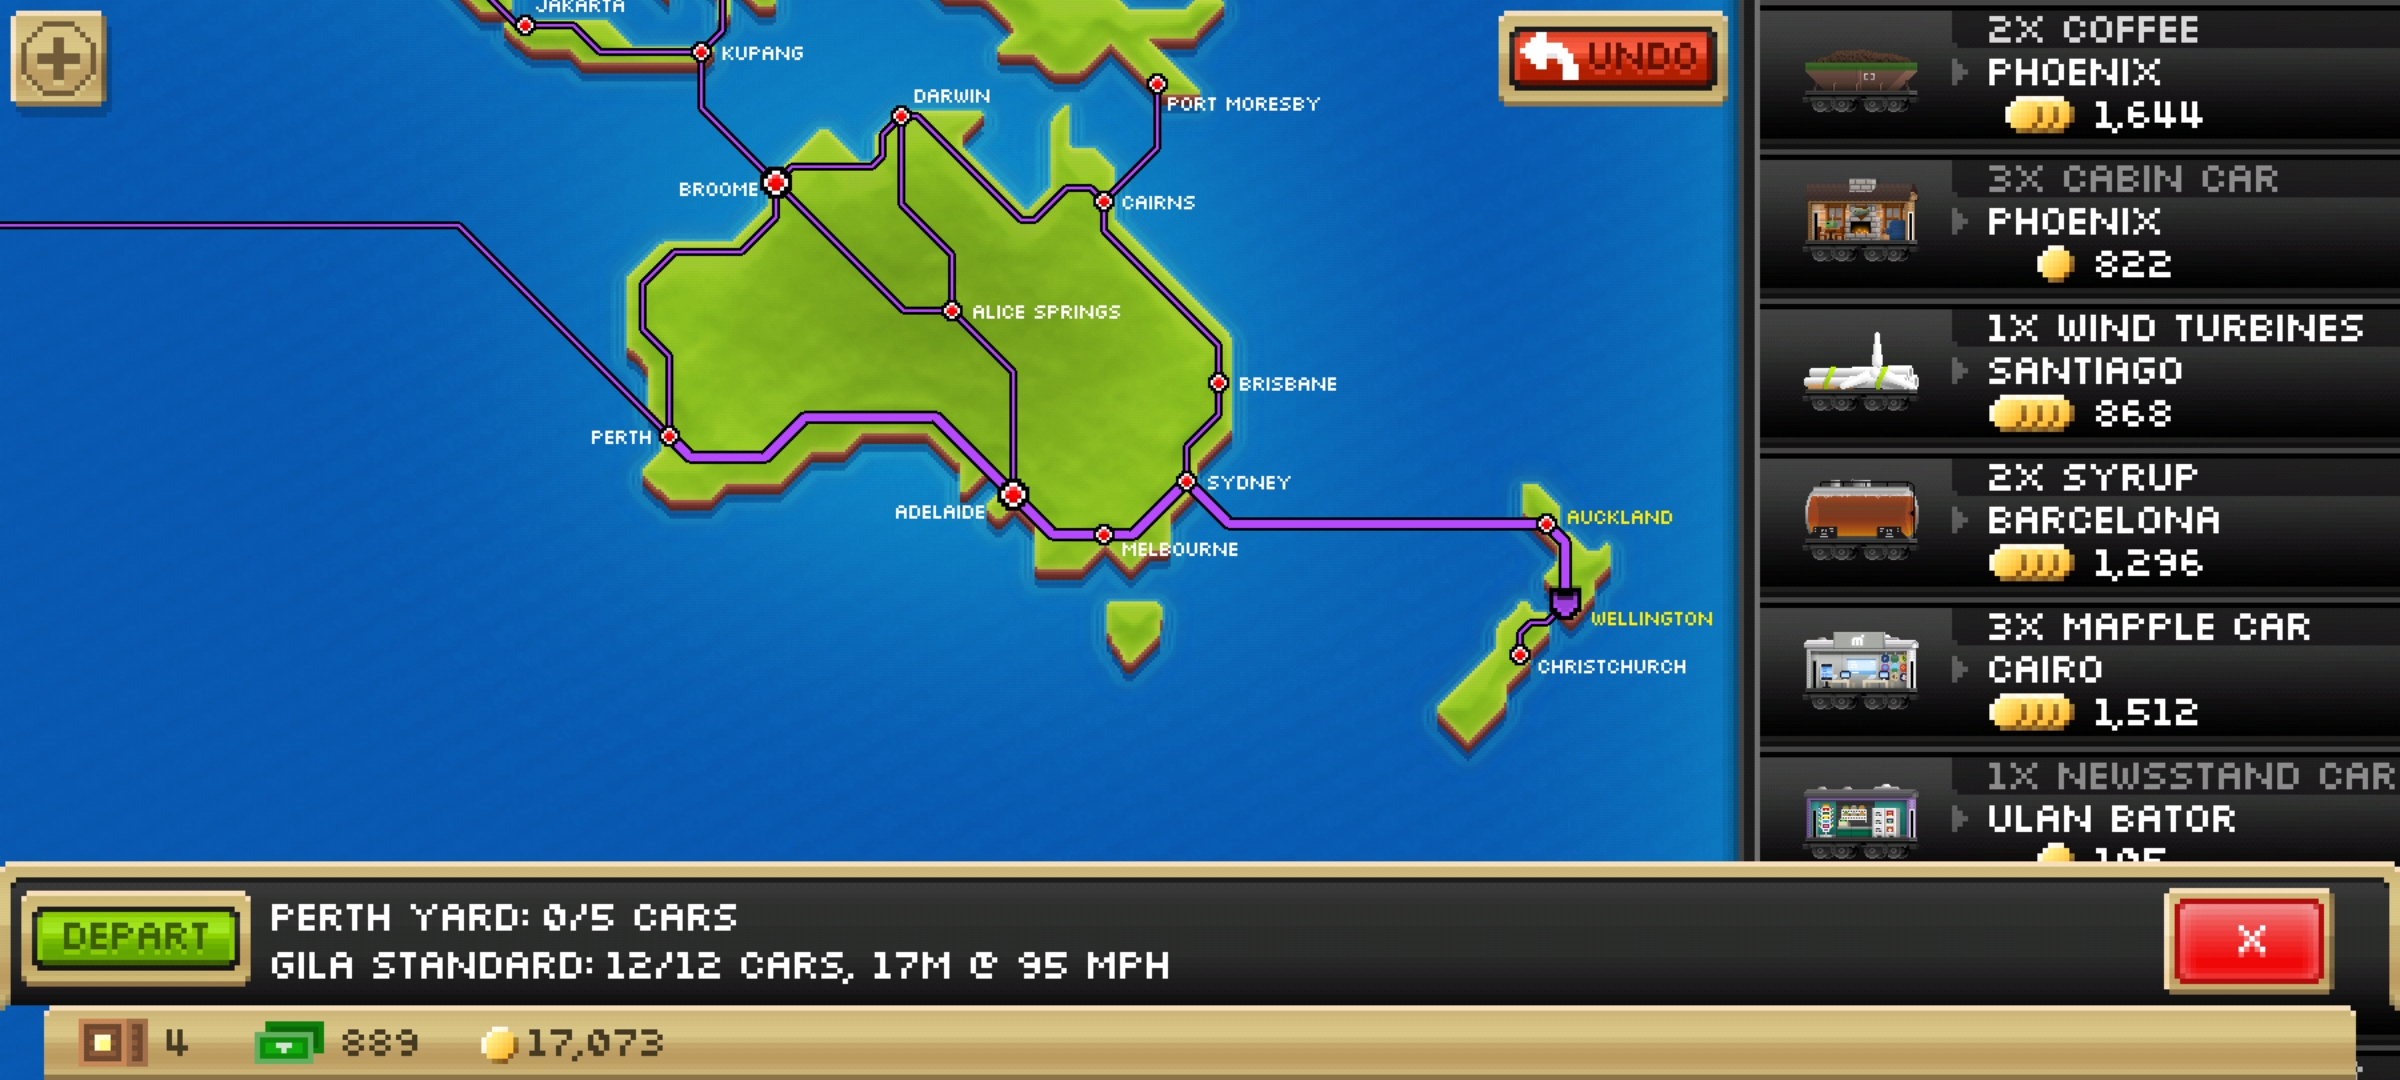 JAKARTA
KUPANG
DARWIN
PORT MORESBY
BROOME
CAIRNS
ALICE SPRINGS
BRISBANE
PERTH
SYDNEY
ADELAIDE
MELBOURNE
AUCKLAND
WELLINGTON
CHRISTCHURCH
UNDO
2X COFFEE
PHOENIX
1,644
3X CABIN CAR
PHOENIX
822
1X WIND TURBINES
SANTIAGO
868
2X SYRUP
BARCELONA
1,296
3X MAPPLE CAR
CAIRO
1,512
1X NEWSSTAND CAR
ULAN BATOR
DEPART
PERTH YARD: 0/5 CARS
GILA STANDARD: 12/12 CARS, 17M @ 95 MPH
X
4
889
17,073